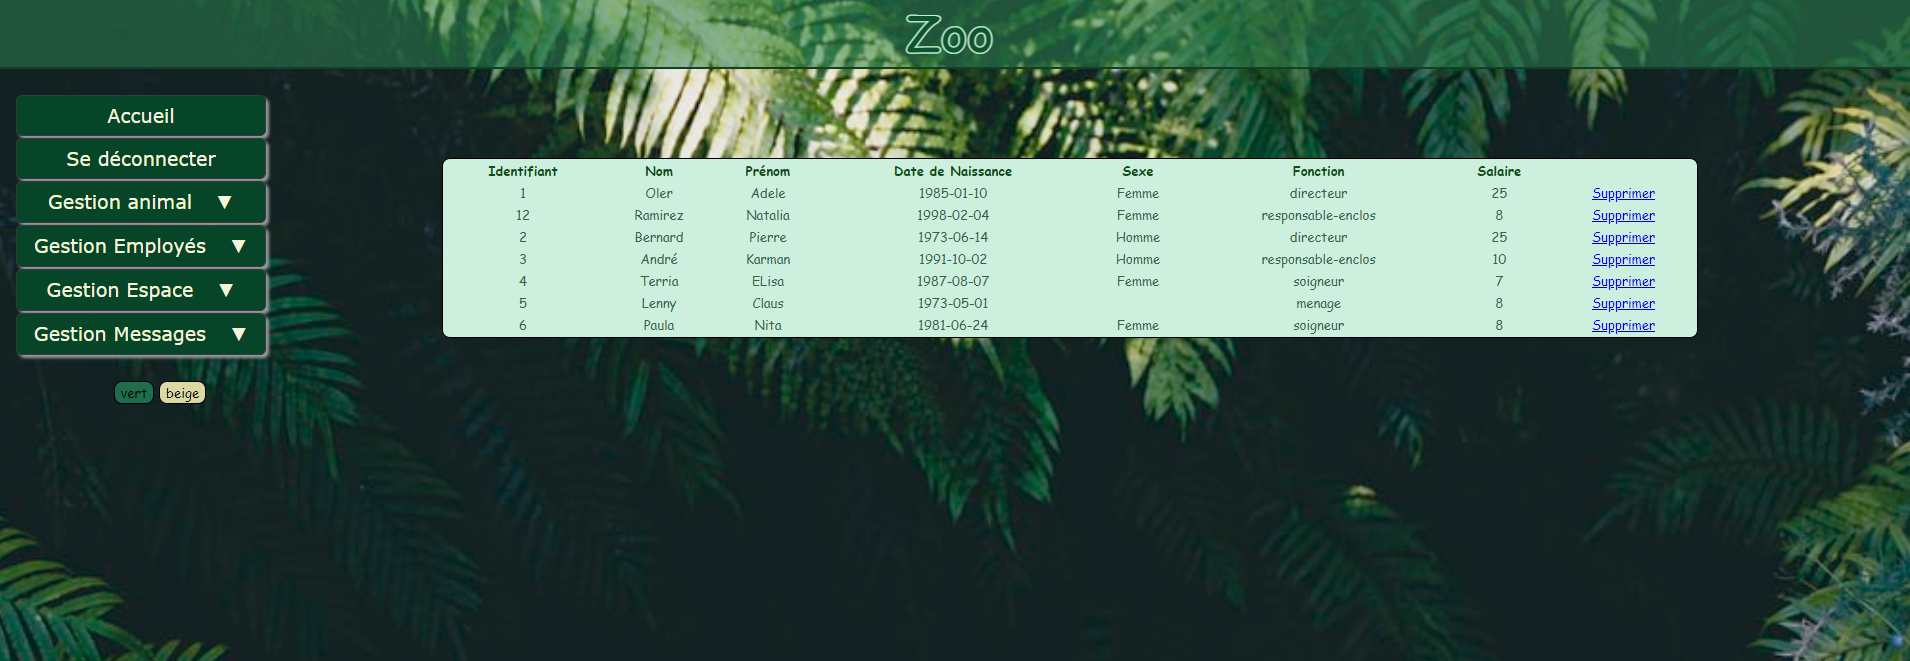 Zoo
Accueil
Se déconnecter
Gestion animal ▼
Gestion Employés ▼
Gestion Espace ▼
Gestion Messages ▼
vert beige
Identifiant Nom Prénom Date de Naissance Sexe Fonction Salaire
1 Oler Adele 1985-01-10 Femme directeur 25 Supprimer
12 Ramirez Natalia 1998-02-04 Femme responsable-enclos 8 Supprimer
2 Bernard Pierre 1973-06-14 Homme directeur 25 Supprimer
3 André Karman 1991-10-02 Homme responsable-enclos 10 Supprimer
4 Terria ELisa 1987-08-07 Femme soigneur 7 Supprimer
5 Lenny Claus 1973-05-01 menage 8 Supprimer
6 Paula Nita 1981-06-24 Femme soigneur 8 Supprimer